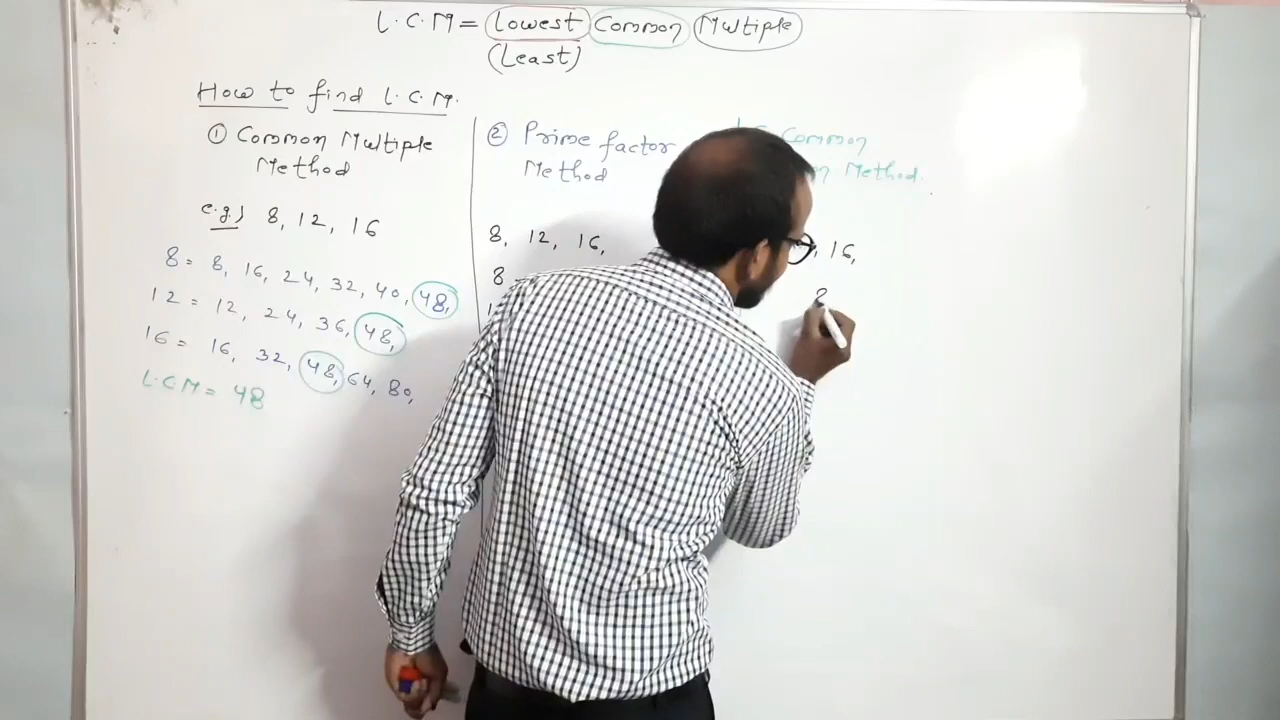 L.C.M = Lowest Common Multiple
(Least)
How to find L.C.M.
① Common Multiple
Method
e.g) 8, 12, 16
8 = 8, 16, 24, 32, 40, 48,
12 = 12, 24, 36, 48,
16 = 16, 32, 48, 64, 80,
L.C.M = 48
② Prime factor
Method
8, 12, 16,
8
Common
Method.
16,